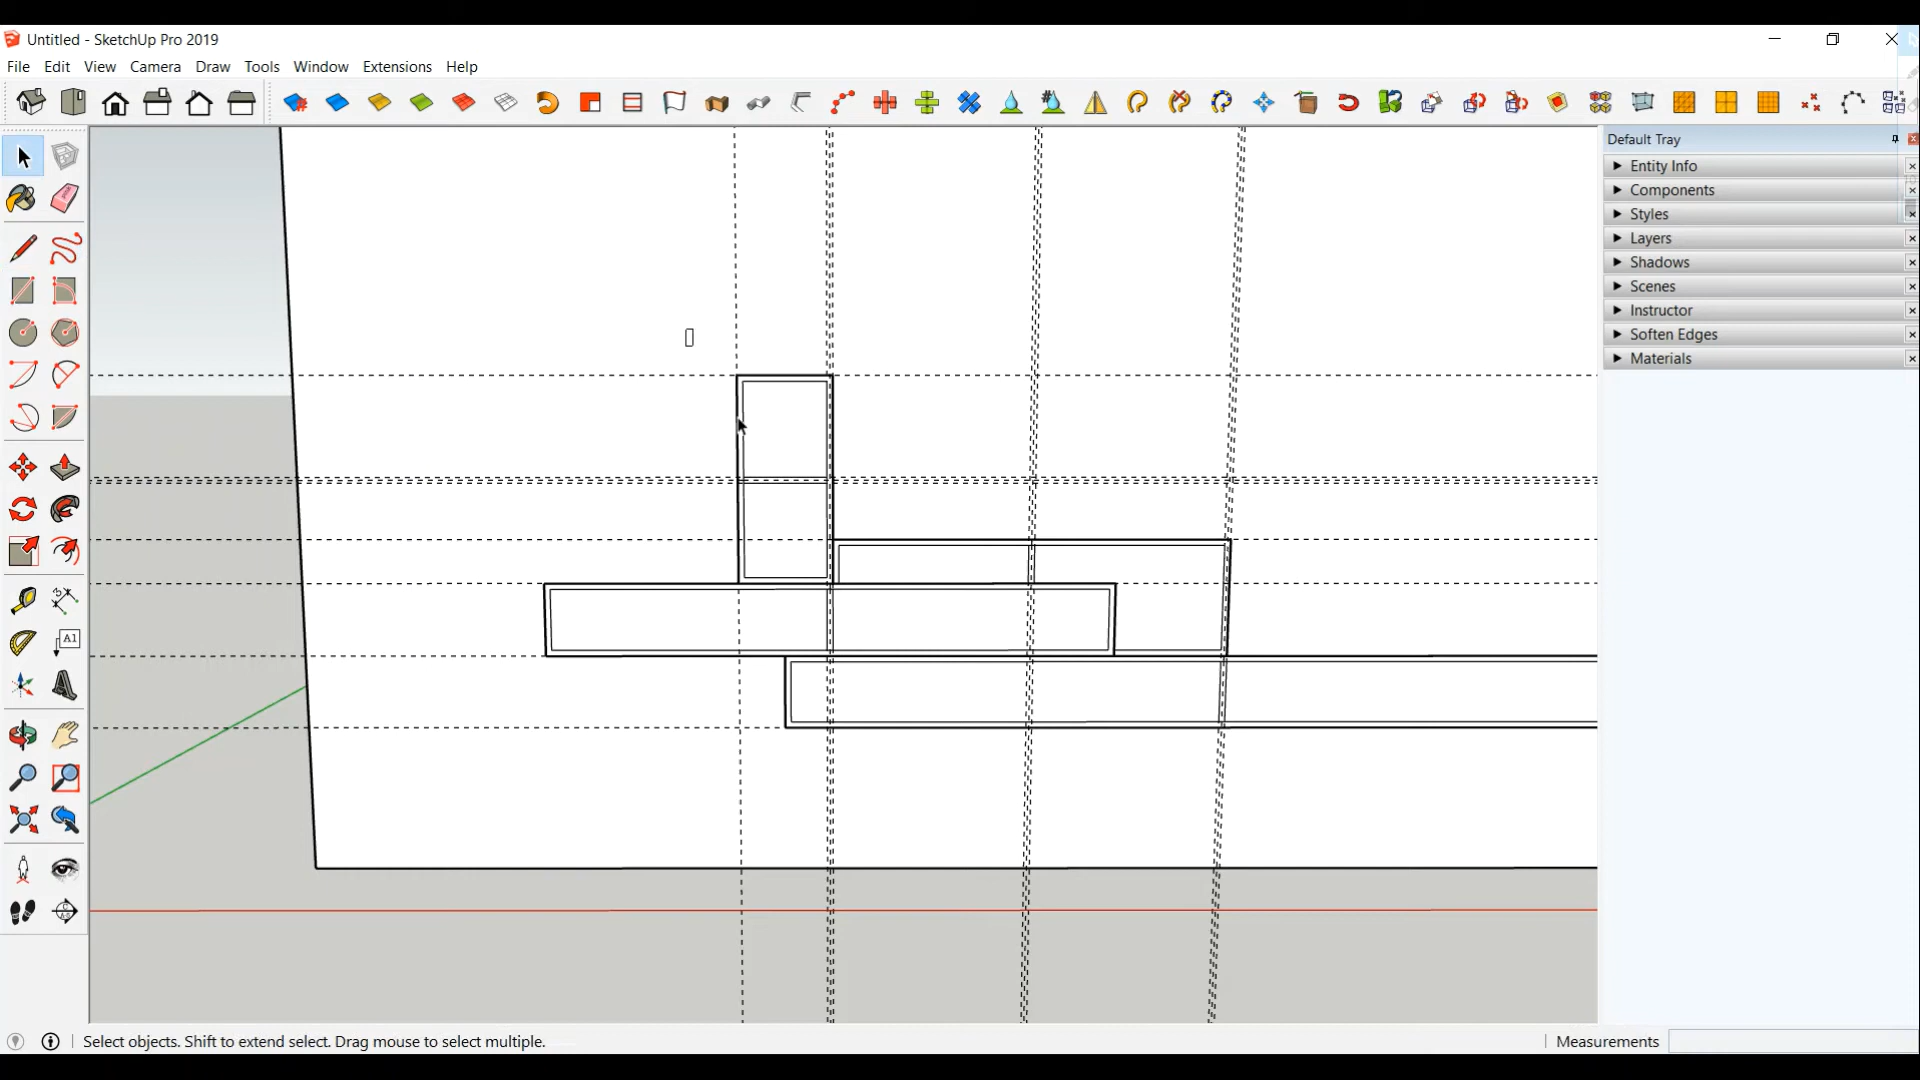 Untitled - SketchUp Pro 2019
File Edit View Camera Draw Tools Window Extensions Help
Default Tray
Entity Info
Components
Styles
Layers
Shadows
Scenes
Instructor
Soften Edges
Materials
A1
Select objects. Shift to extend select. Drag mouse to select multiple.
Measurements